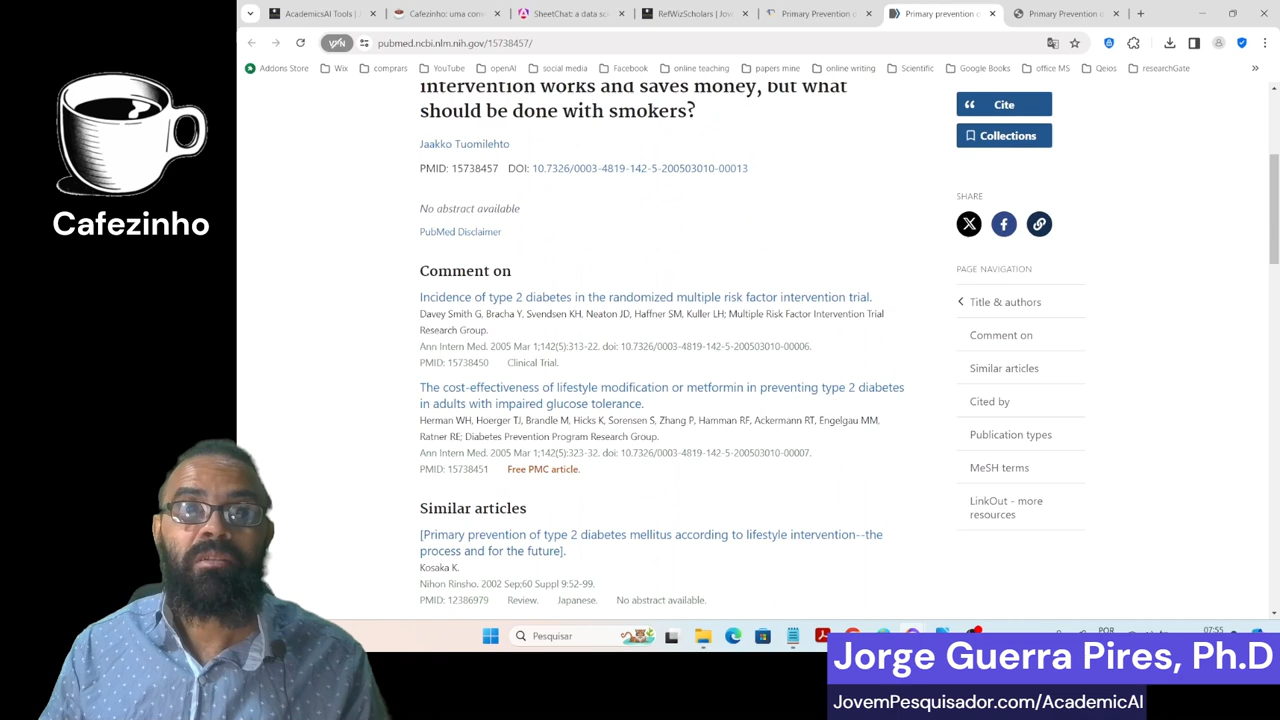 AcademicsAI Tools |
Cafezinho: uma con
SheetChat: a data sc
RefWizScholars | Jov
Primary Prevention o
Primary prevention o
Primary Prevention o
VPN
pubmed.ncbi.nlm.nih.gov/15738457/
Addons Store
Wix
comprars
YouTube
openAI
social media
Facebook
online teaching
papers mine
online writing
Scientific
Google Books
office MS
Qeios
researchGate
intervention works and saves money, but what
should be done with smokers?
Jaakko Tuomilehto
PMID: 15738457 DOI: 10.7326/0003-4819-142-5-200503010-00013
No abstract available
PubMed Disclaimer
Comment on
Incidence of type 2 diabetes in the randomized multiple risk factor intervention trial.
Davey Smith G, Bracha Y, Svendsen KH, Neaton JD, Haffner SM, Kuller LH; Multiple Risk Factor Intervention Trial
Research Group.
Ann Intern Med. 2005 Mar 1;142(5):313-22. doi: 10.7326/0003-4819-142-5-200503010-00006.
PMID: 15738450 Clinical Trial.
The cost-effectiveness of lifestyle modification or metformin in preventing type 2 diabetes
in adults with impaired glucose tolerance.
Herman WH, Hoerger TJ, Brandle M, Hicks K, Sorensen S, Zhang P, Hamman RF, Ackermann RT, Engelgau MM,
Ratner RE; Diabetes Prevention Program Research Group.
Ann Intern Med. 2005 Mar 1;142(5):323-32. doi: 10.7326/0003-4819-142-5-200503010-00007.
PMID: 15738451 Free PMC article.
Similar articles
[Primary prevention of type 2 diabetes mellitus according to lifestyle intervention--the
process and for the future].
Kosaka K.
Nihon Rinsho. 2002 Sep;60 Suppl 9:52-99.
PMID: 12386979 Review. Japanese. No abstract available.
Cite
Collections
SHARE
PAGE NAVIGATION
Title & authors
Comment on
Similar articles
Cited by
Publication types
MeSH terms
LinkOut - more
resources
Cafezinho
Pesquisar
POR
07:55
Jorge Guerra Pires, Ph.D
JovemPesquisador.com/AcademicAI